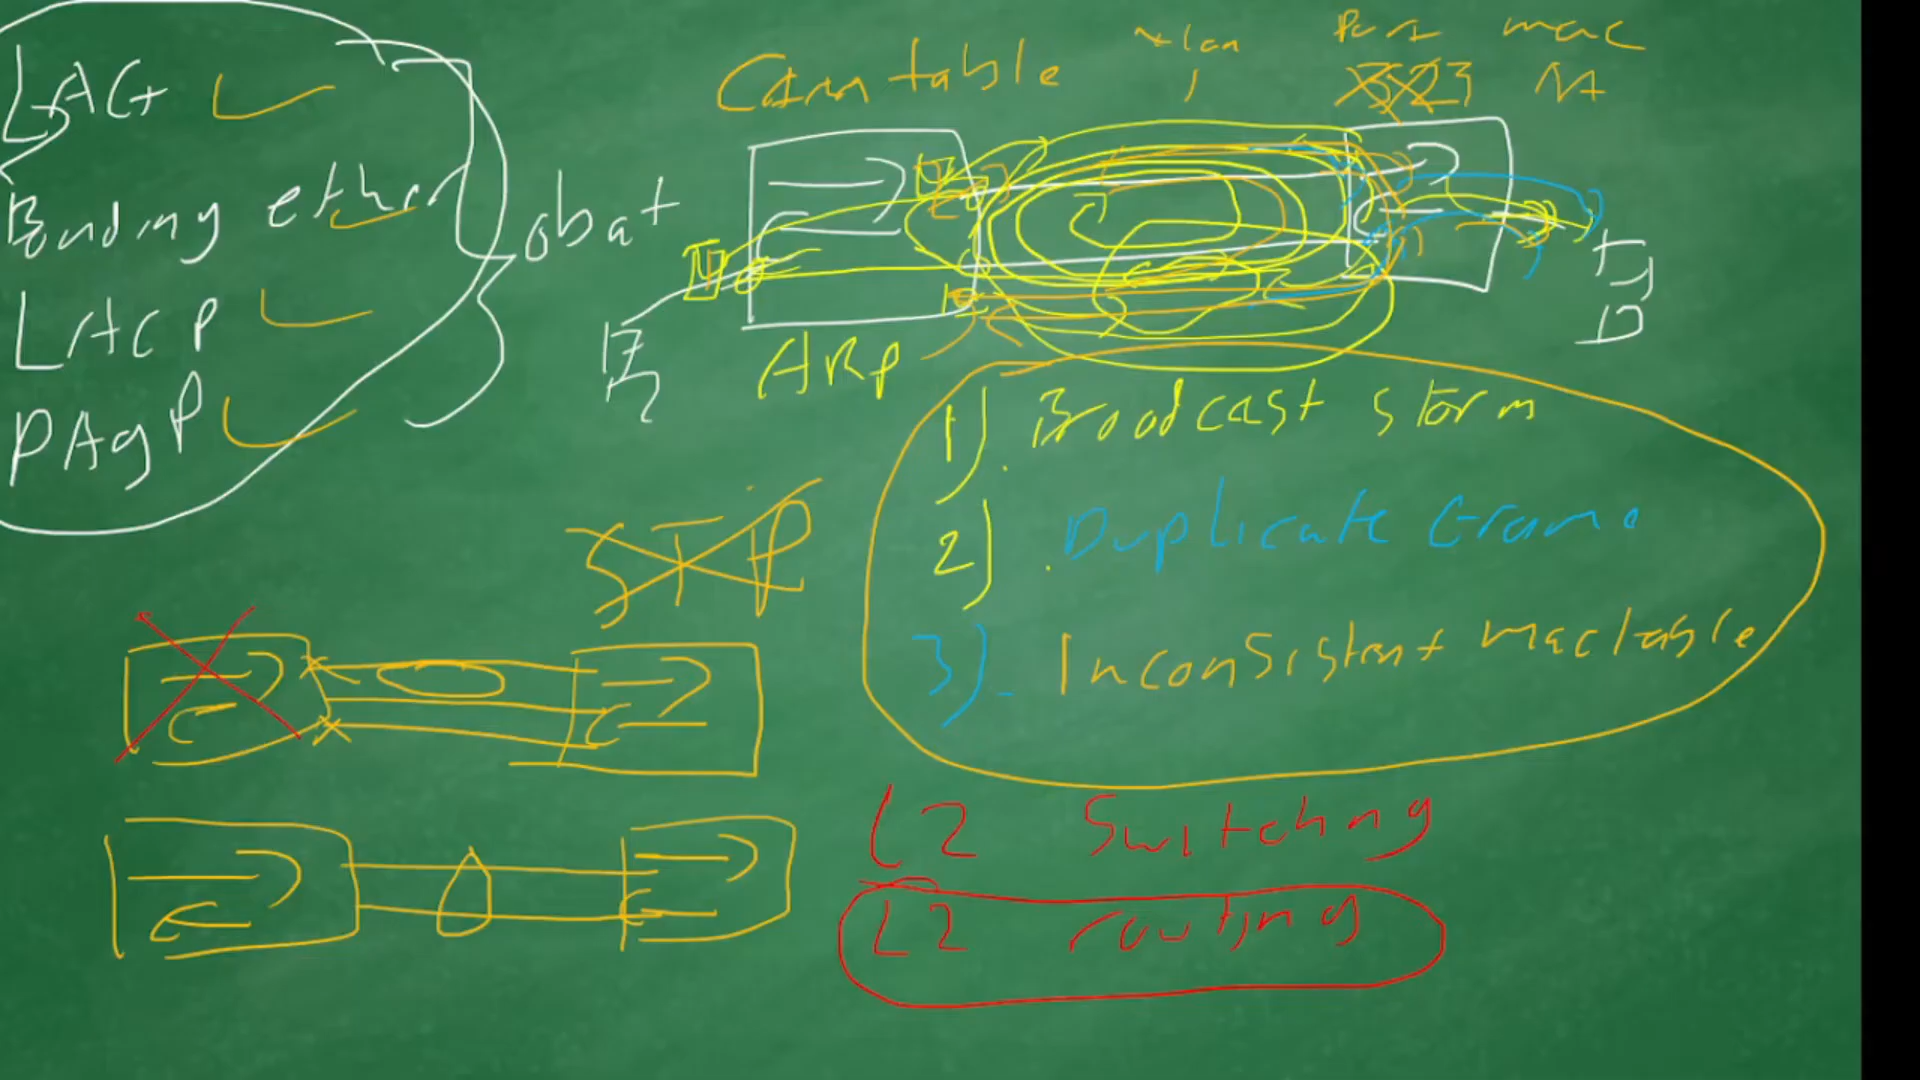 LAG
Bonding ether
LACP
PAgP
obat
Cam table
vlan
1
Port
mac
A
ARP
1). Broadcast storm
2). Duplicate frame
3). Inconsistent mac table
STP
L2 Switching
L2 routing